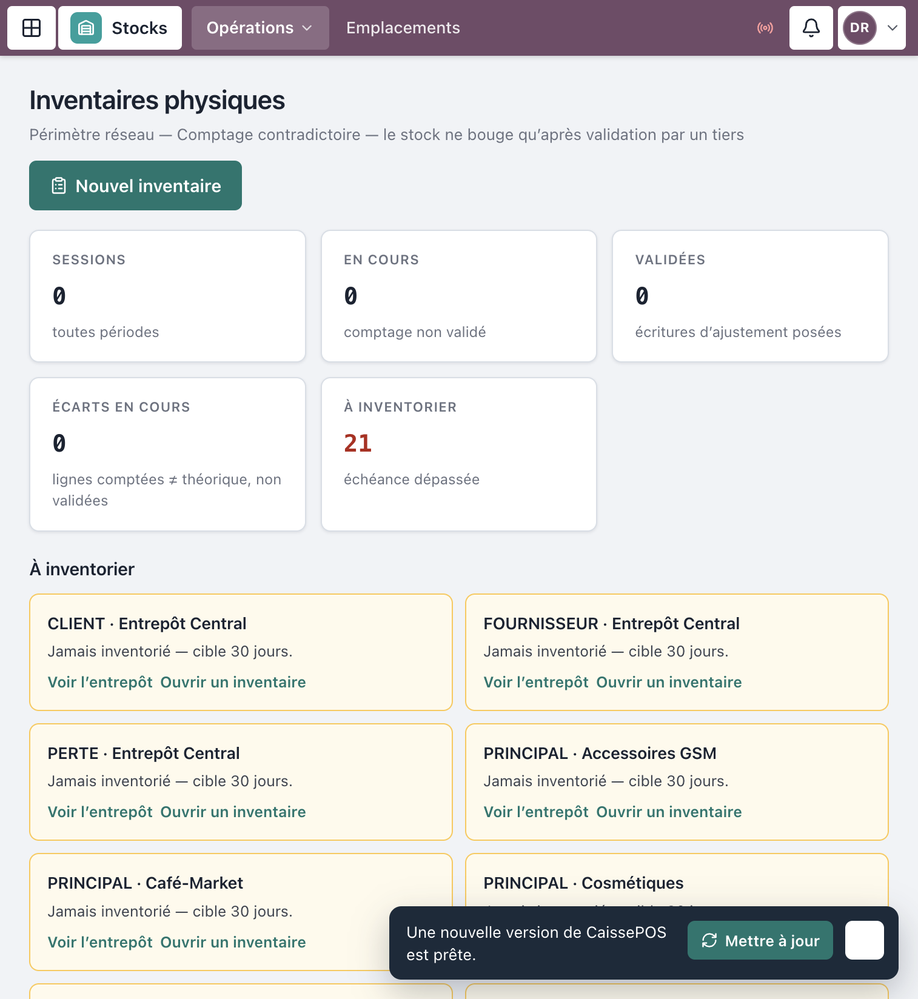 Stocks
Opérations
Emplacements
DR
Inventaires physiques
Périmètre réseau — Comptage contradictoire — le stock ne bouge qu’après validation par un tiers
Nouvel inventaire
SESSIONS
0
toutes périodes
EN COURS
0
comptage non validé
VALIDÉES
0
écritures d’ajustement posées
ÉCARTS EN COURS
0
lignes comptées ≠ théorique, non
validées
À INVENTORIER
21
échéance dépassée
À inventorier
CLIENT · Entrepôt Central
Jamais inventorié — cible 30 jours.
Voir l’entrepôt Ouvrir un inventaire
FOURNISSEUR · Entrepôt Central
Jamais inventorié — cible 30 jours.
Voir l’entrepôt Ouvrir un inventaire
PERTE · Entrepôt Central
Jamais inventorié — cible 30 jours.
Voir l’entrepôt Ouvrir un inventaire
PRINCIPAL · Accessoires GSM
Jamais inventorié — cible 30 jours.
Voir l’entrepôt Ouvrir un inventaire
PRINCIPAL · Café-Market
Jamais inventorié — cible 30 jours.
Voir l’entrepôt Ouvrir un inventaire
PRINCIPAL · Cosmétiques
Une nouvelle version de CaissePOS
est prête.
Mettre à jour